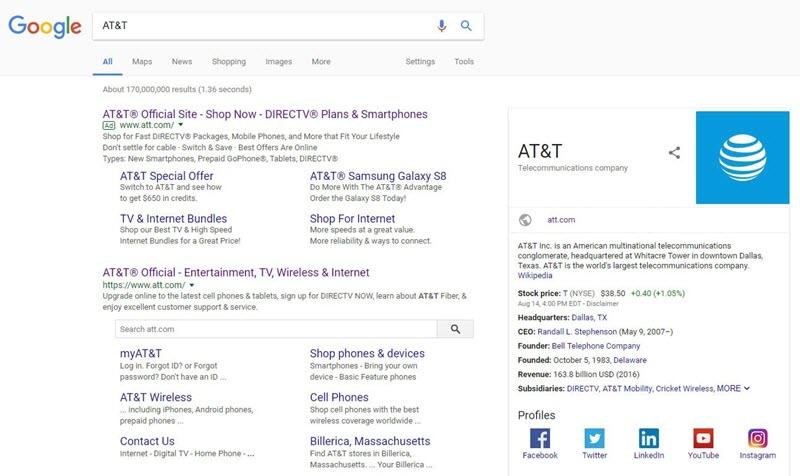 Google
AT&T
All Maps News Shopping Images More Settings Tools
About 170,000,000 results (1.36 seconds)
AT&T® Official Site - Shop Now - DIRECTV® Plans & Smartphones
Ad www.att.com/
Shop for Fast DIRECTV® Packages, Mobile Phones, and More that Fit Your Lifestyle
Don't settle for cable · Switch & Save · Best Offers Are Online
Types: New Smartphones, Prepaid GoPhone®, Tablets, DIRECTV®
AT&T Special Offer
Switch to AT&T and see how
to get $650 in credits.
AT&T® Samsung Galaxy S8
Do More With The AT&T® Advantage
Order the Galaxy S8 Today!
TV & Internet Bundles
Shop our Best TV & High Speed
Internet Bundles for a Great Price!
Shop For Internet
More speeds at a great value.
More reliability & ways to connect.
AT&T® Official - Entertainment, TV, Wireless & Internet
https://www.att.com/
Upgrade online to the latest cell phones & tablets, sign up for DIRECTV NOW, learn about AT&T Fiber, &
enjoy excellent customer support & service.
Search att.com
myAT&T
Log in. Forgot ID? or Forgot
password? Don't have an ID ...
Shop phones & devices
Smartphones - Bring your own
device - Basic Feature phones
AT&T Wireless
... including iPhones, Android phones,
prepaid phones ...
Cell Phones
Shop cell phones with the best
wireless coverage worldwide ...
Contact Us
Internet - Digital TV - Home Phone - ...
Billerica, Massachusetts
Find AT&T stores in Billerica,
Massachusetts. ... Your Billerica ...
AT&T
Telecommunications company
att.com
AT&T Inc. is an American multinational telecommunications
conglomerate, headquartered at Whitacre Tower in downtown Dallas,
Texas. AT&T is the world's largest telecommunications company.
Wikipedia
Stock price: T (NYSE) $38.50 +0.40 (+1.05%)
Aug 14, 4:00 PM EDT - Disclaimer
Headquarters: Dallas, TX
CEO: Randall L. Stephenson (May 9, 2007–)
Founder: Bell Telephone Company
Founded: October 5, 1983, Delaware
Revenue: 163.8 billion USD (2016)
Subsidiaries: DIRECTV, AT&T Mobility, Cricket Wireless, MORE
Profiles
Facebook Twitter LinkedIn YouTube Instagram